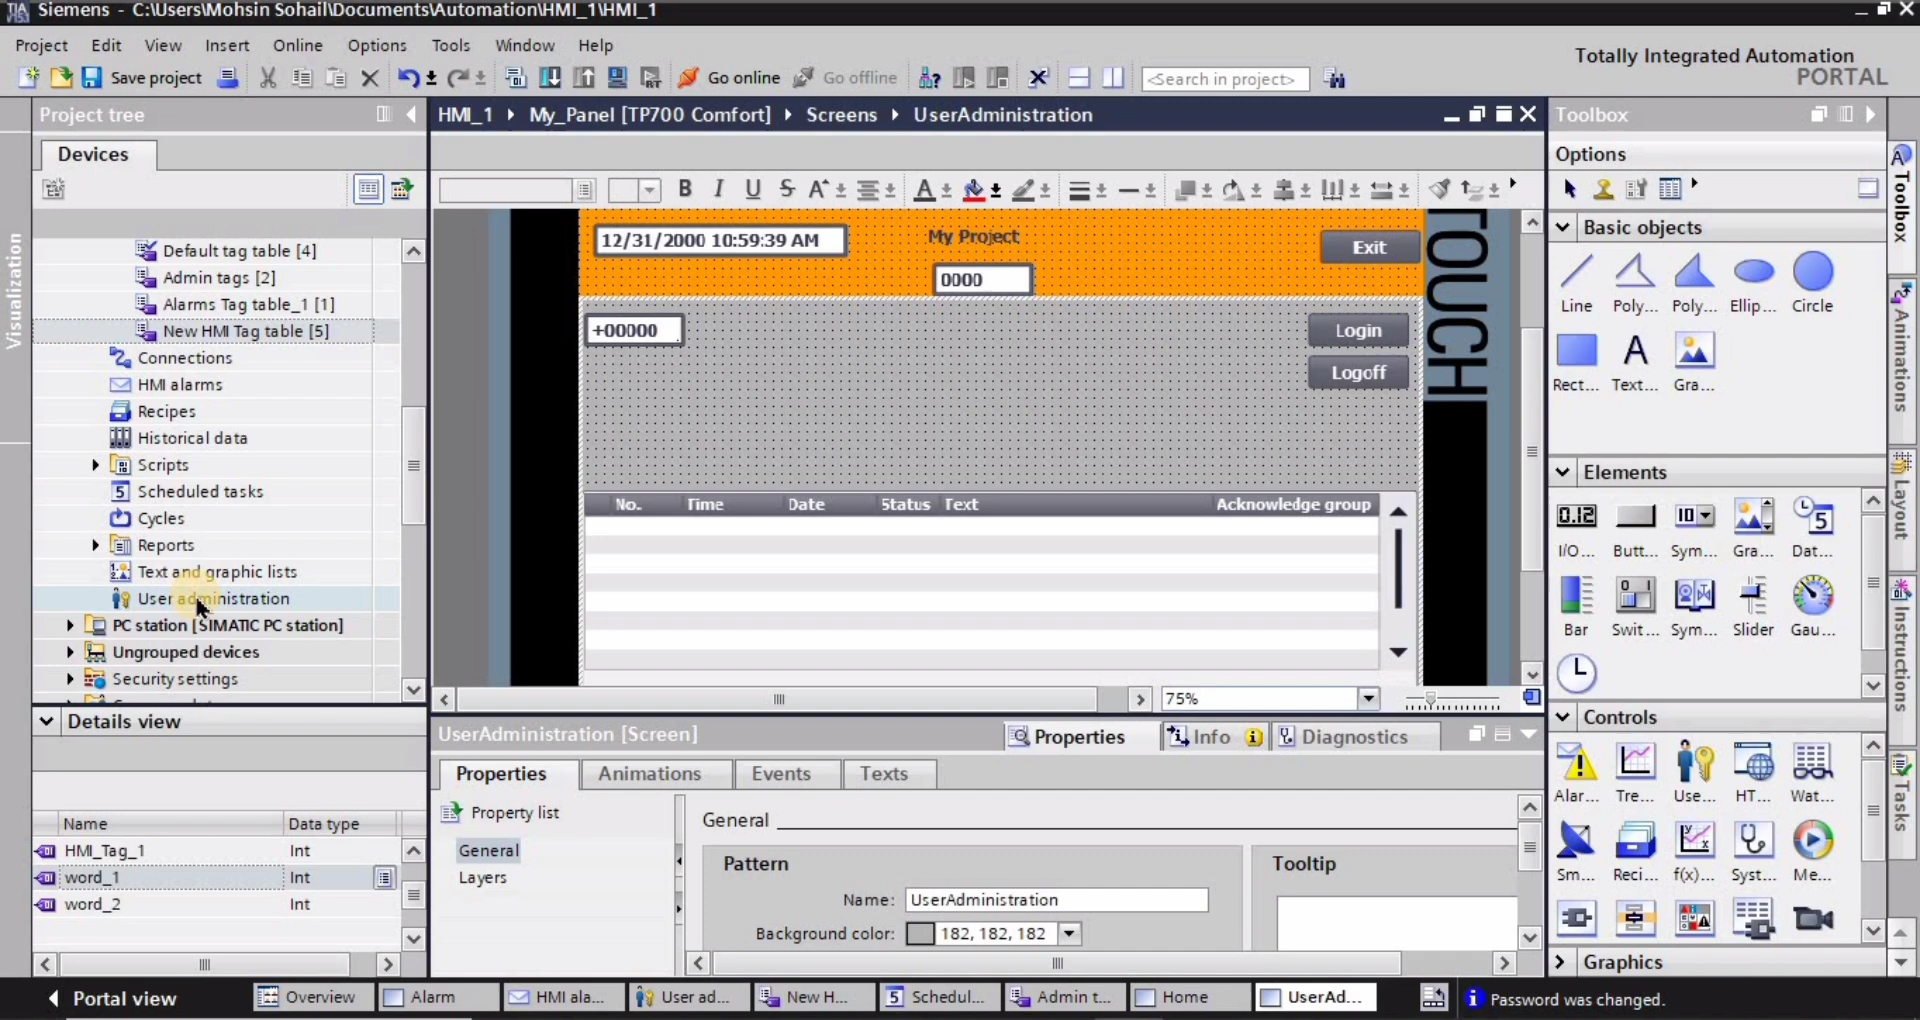 Siemens - C:\Users\Mohsin Sohail\Documents\Automation\HMI_1\HMI_1
Project Edit View Insert Online Options Tools Window Help
Totally Integrated Automation
PORTAL
Save project
Go online
Go offline
<Search in project>
Project tree
HMI_1 ▸ My_Panel [TP700 Comfort] ▸ Screens ▸ UserAdministration
Toolbox
Devices
Options
Visualization
Default tag table [4]
Admin tags [2]
Alarms Tag table_1 [1]
New HMI Tag table [5]
Connections
HMI alarms
Recipes
Historical data
Scripts
Scheduled tasks
Cycles
Reports
Text and graphic lists
User administration
PC station [SIMATIC PC station]
Ungrouped devices
Security settings
B I U S A
12/31/2000 10:59:39 AM
My Project
Exit
0000
+00000
Login
Logoff
TOUCH
No. Time Date Status Text Acknowledge group
75%
Basic objects
Line Poly... Poly... Ellip... Circle
Rect... Text... Gra...
Elements
I/O... Butt... Sym... Gra... Dat...
Bar Swit... Sym... Slider Gau...
Controls
Alar... Tre... Use... HT... Wat...
Sm... Reci... f(x)... Syst... Me...
Graphics
Toolbox
Animations
Layout
Instructions
Tasks
Details view
Name Data type
HMI_Tag_1 Int
word_1 Int
word_2 Int
UserAdministration [Screen]
Properties
Info
Diagnostics
Properties Animations Events Texts
Property list
General
Layers
General
Pattern
Name: UserAdministration
Background color: 182, 182, 182
Tooltip
Portal view
Overview
Alarm
HMI ala...
User ad...
New H...
Schedul...
Admin t...
Home
UserAd...
Password was changed.